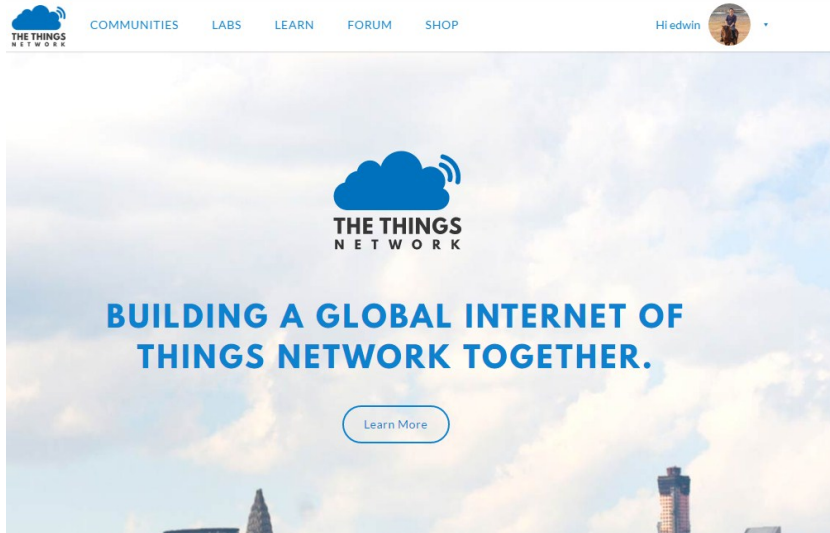 THE THINGS
NETWORK
COMMUNITIES LABS LEARN FORUM SHOP Hi edwin
THE THINGS
NETWORK
BUILDING A GLOBAL INTERNET OF
THINGS NETWORK TOGETHER.
Learn More